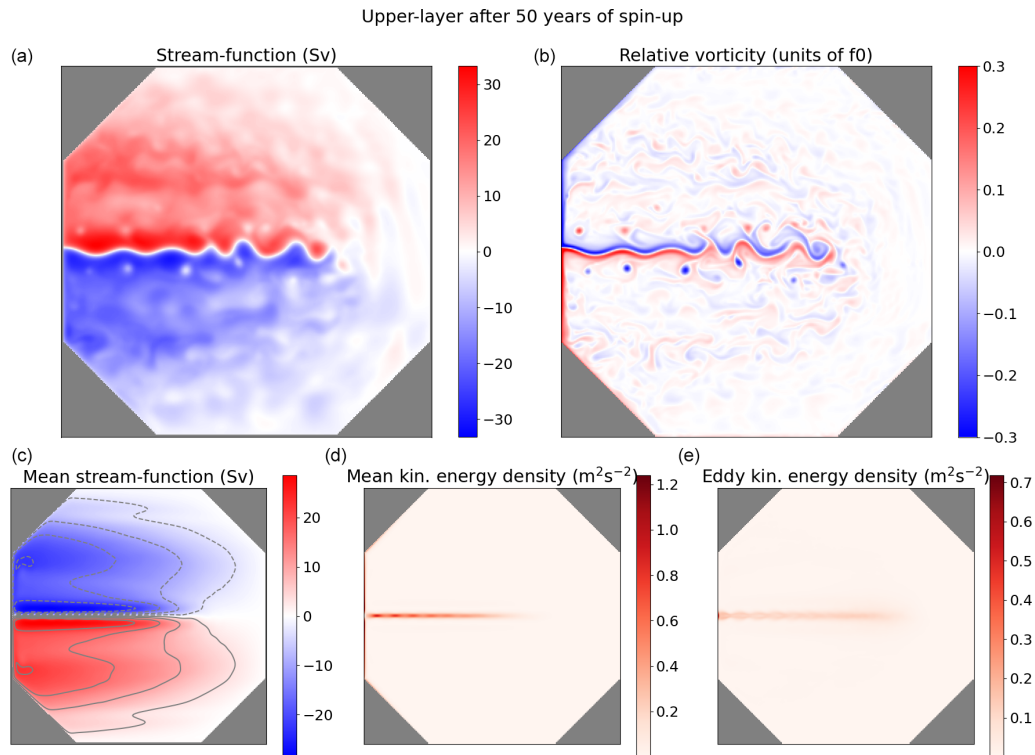 Upper-layer after 50 years of spin-up
(a)
Stream-function (Sv)
30
20
10
0
−10
−20
−30
(b)
Relative vorticity (units of f0)
0.3
0.2
0.1
0.0
−0.1
−0.2
−0.3
(c)
Mean stream-function (Sv)
20
10
0
−10
−20
(d)
Mean kin. energy density (m²s⁻²)
1.2
1.0
0.8
0.6
0.4
0.2
(e)
Eddy kin. energy density (m²s⁻²)
0.7
0.6
0.5
0.4
0.3
0.2
0.1